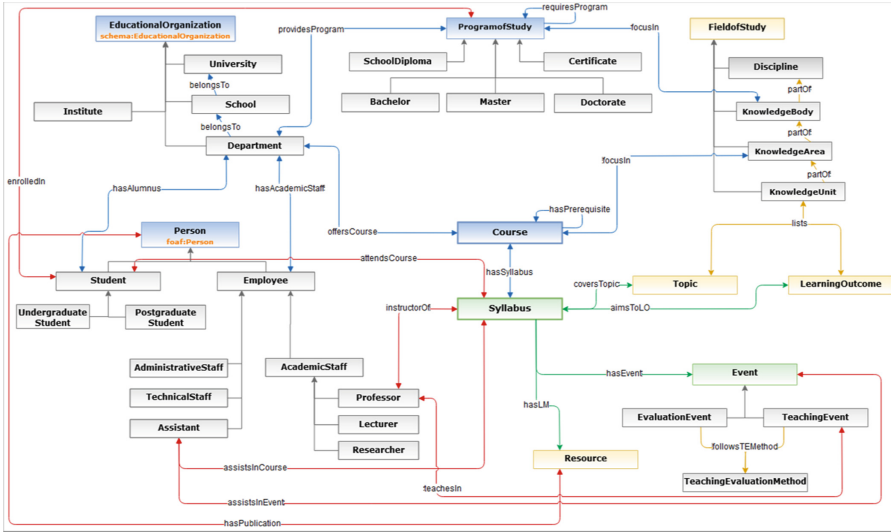 requiresProgram
EducationalOrganization
schema:EducationalOrganization
providesProgram
ProgramofStudy
focusIn
FieldofStudy
University
SchoolDiploma
Certificate
Discipline
belongsTo
partOf
School
Bachelor
Master
Doctorate
Institute
KnowledgeBody
belongsTo
partOf
Department
KnowledgeArea
focusIn
partOf
enrolledIn
hasAlumnus
hasAcademicStaff
KnowledgeUnit
hasPrerequisite
Person
foaf:Person
offersCourse
Course
lists
attendsCourse
hasSyllabus
Student
Employee
coversTopic
Topic
LearningOutcome
Undergraduate
Student
Postgraduate
Student
instructorOf
Syllabus
aimsToLO
AdministrativeStaff
AcademicStaff
hasEvent
Event
TechnicalStaff
Professor
hasLM
EvaluationEvent
TeachingEvent
Assistant
Lecturer
Researcher
followsTEMethod
Resource
assistsInCourse
teachesIn
TeachingEvaluationMethod
assistsInEvent
hasPublication